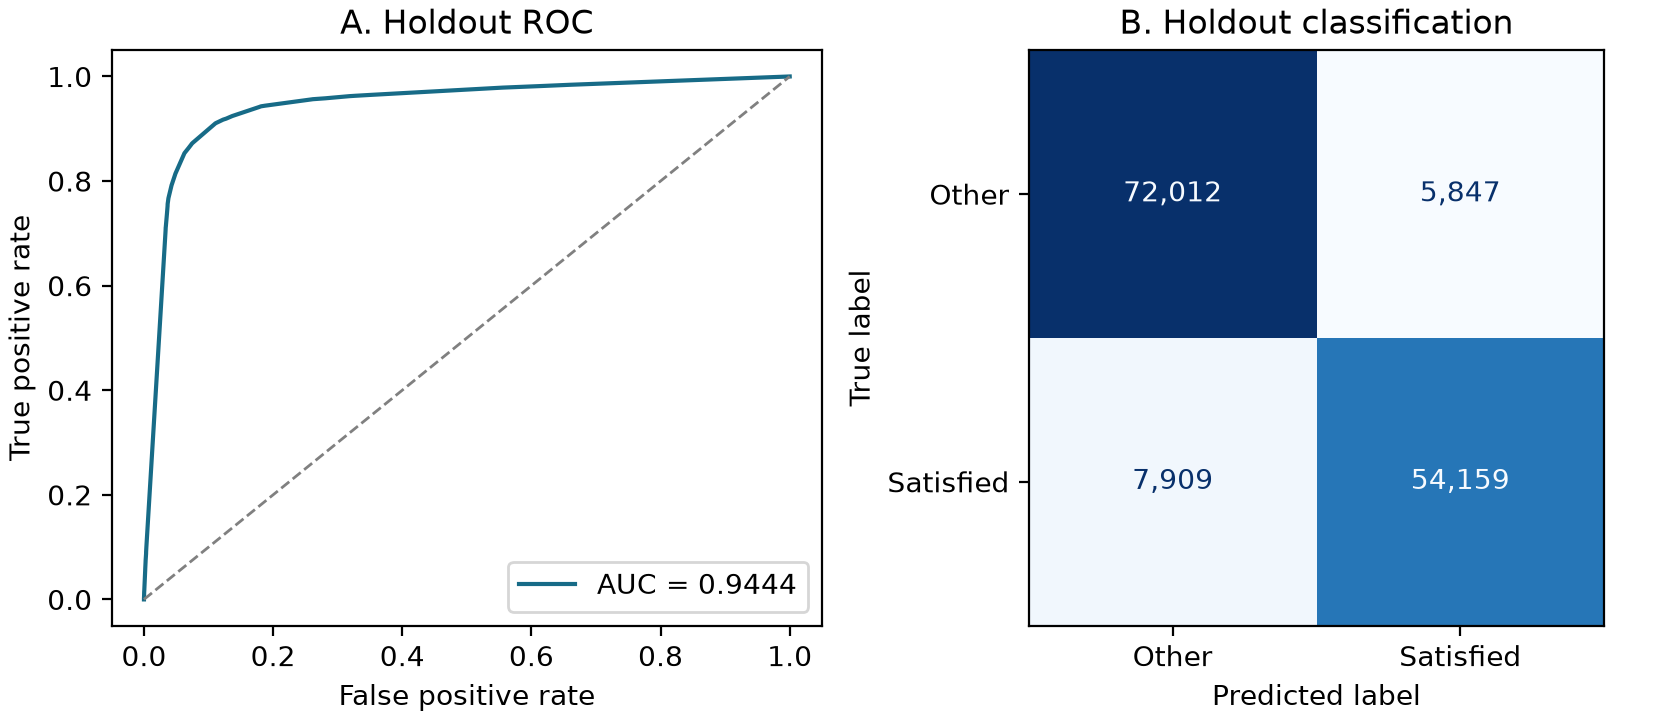 A. Holdout ROC
True positive rate
1.0
0.8
0.6
0.4
0.2
0.0
AUC = 0.9444
0.0 0.2 0.4 0.6 0.8 1.0
False positive rate
B. Holdout classification
True label
Other
72,012 5,847
Satisfied
7,909 54,159
Other Satisfied
Predicted label